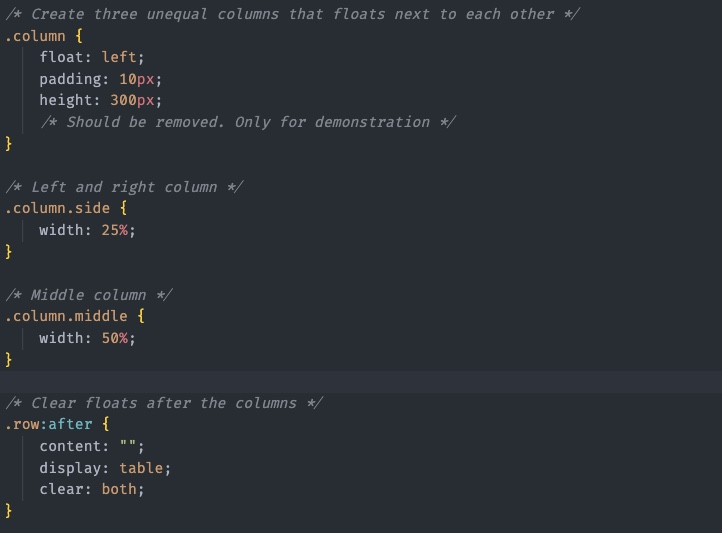 /* Create three unequal columns that floats next to each other */
.column {
float: left;
padding: 10px;
height: 300px;
/* Should be removed. Only for demonstration */
}
/* Left and right column */
.column.side {
width: 25%;
}
/* Middle column */
.column.middle {
width: 50%;
}
/* Clear floats after the columns */
.row:after {
content: "";
display: table;
clear: both;
}